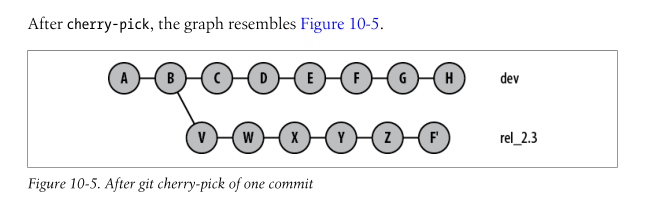 After cherry-pick, the graph resembles Figure 10-5.
A B C D E F G H dev
V W X Y Z F' rel_2.3
Figure 10-5. After git cherry-pick of one commit